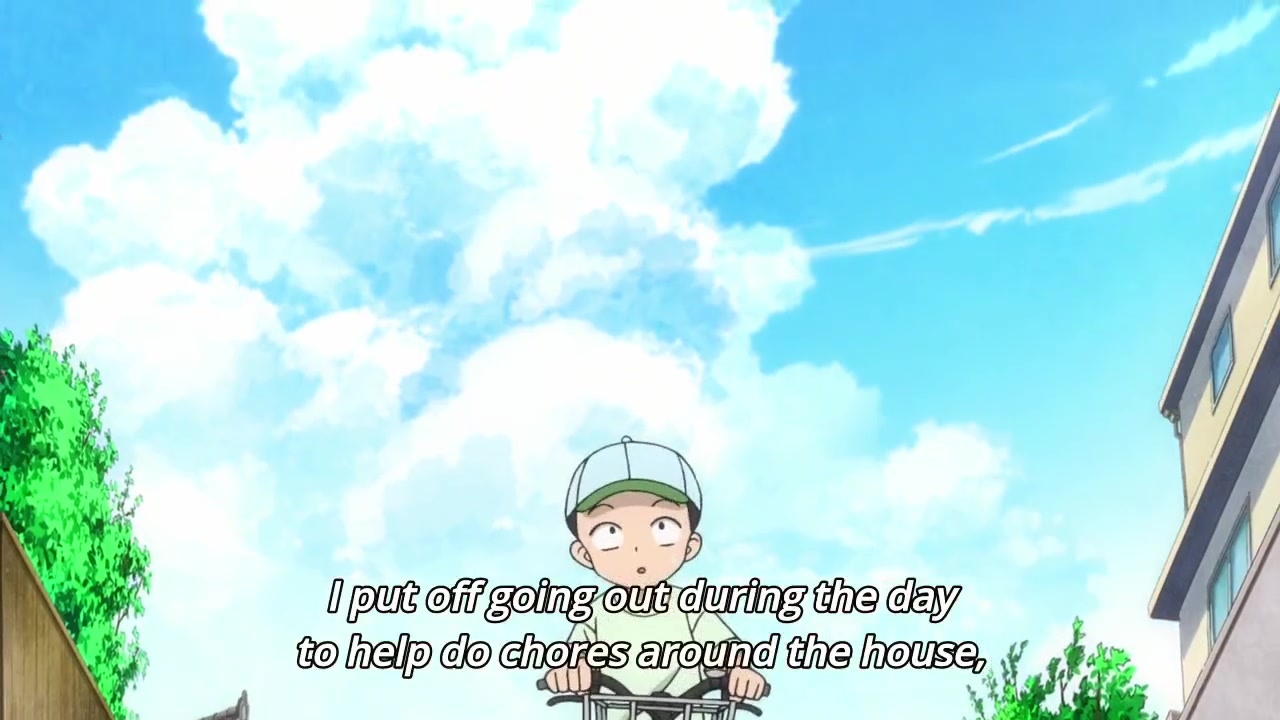 I put off going out during the day
to help do chores around the house,